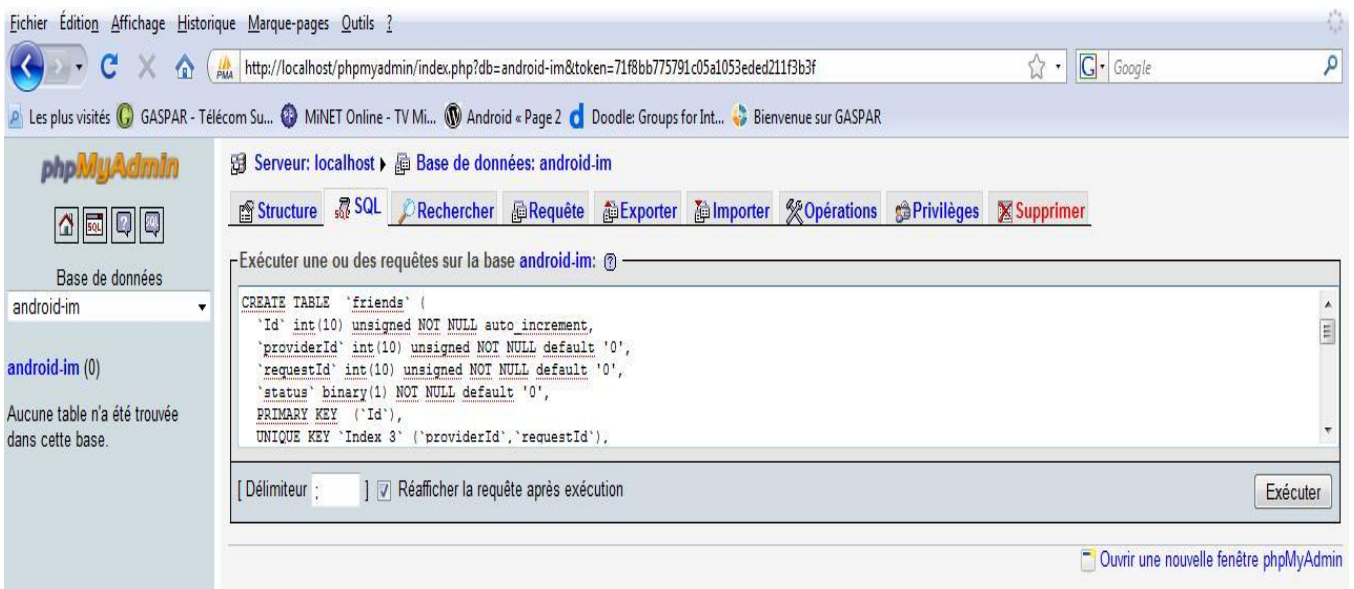 Fichier Édition Affichage Historique Marque-pages Outils ?
PMA http://localhost/phpmyadmin/index.php?db=android-im&token=71f8bb775791c05a1053eded211f3b3f G Google
Les plus visités GASPAR - Télécom Su... MiNET Online - TV Mi... Android « Page 2 d Doodle: Groups for Int... Bienvenue sur GASPAR
phpMyAdmin
SQL
Base de données
android-im
android-im (0)
Aucune table n'a été trouvée
dans cette base.
Serveur: localhost Base de données: android-im
Structure SQL Rechercher Requête Exporter Importer Opérations Privilèges Supprimer
Exécuter une ou des requêtes sur la base android-im:
CREATE TABLE `friends` (
`Id` int(10) unsigned NOT NULL auto_increment,
`providerId` int(10) unsigned NOT NULL default '0',
`requestId` int(10) unsigned NOT NULL default '0',
`status` binary(1) NOT NULL default '0',
PRIMARY KEY (`Id`),
UNIQUE KEY `Index 3` (`providerId`,`requestId`),
[ Délimiteur ; ] Réafficher la requête après exécution Exécuter
Ouvrir une nouvelle fenêtre phpMyAdmin